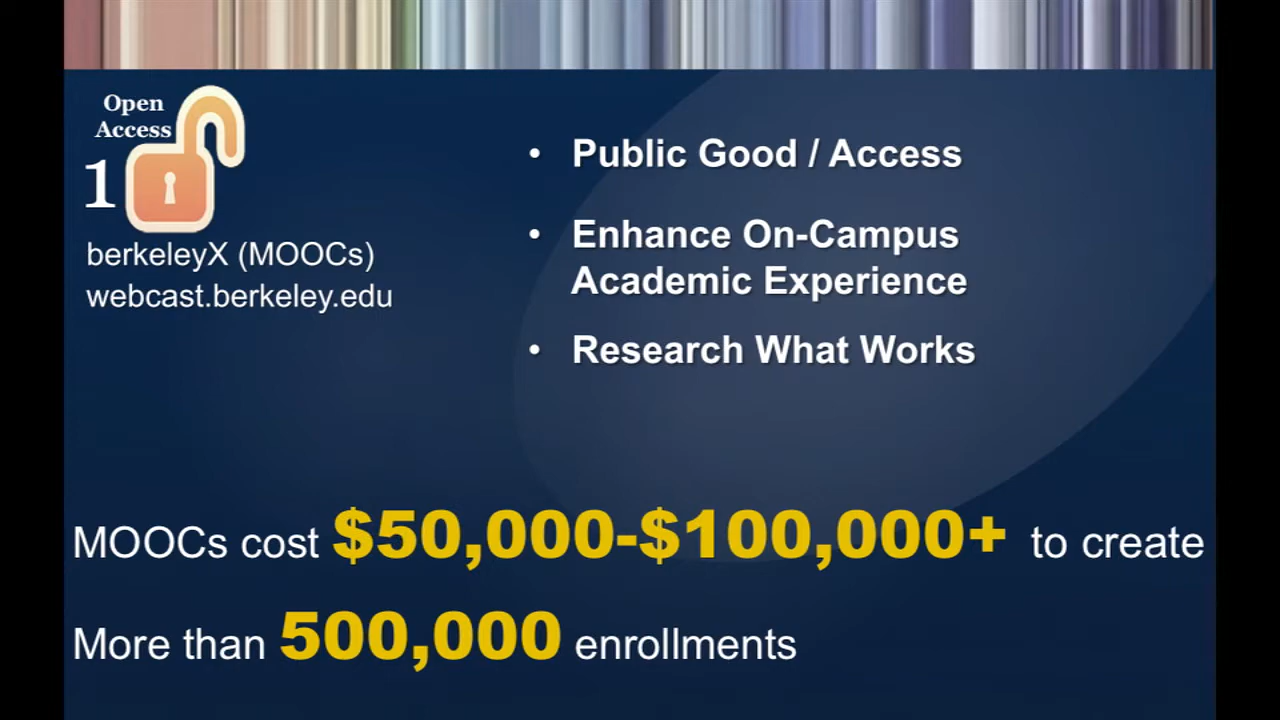 Open
Access
1
berkeleyX (MOOCs)
webcast.berkeley.edu
• Public Good / Access
• Enhance On-Campus
Academic Experience
• Research What Works
MOOCs cost $50,000-$100,000+ to create
More than 500,000 enrollments